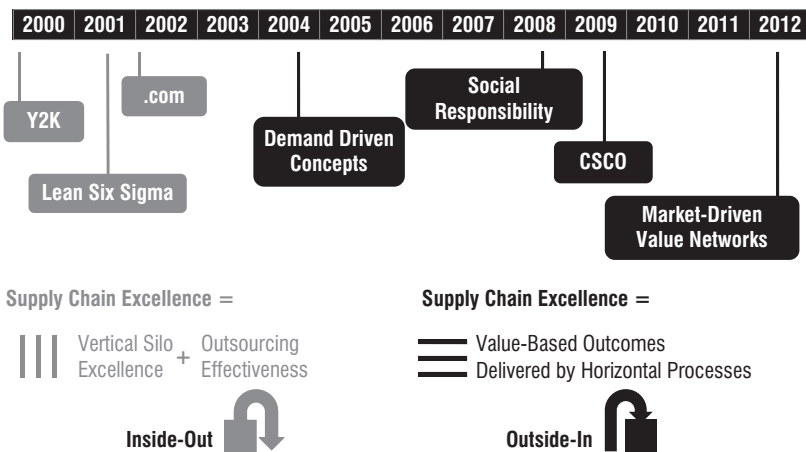 2000 2001 2002 2003 2004 2005 2006 2007 2008 2009 2010 2011 2012
Y2K
.com
Lean Six Sigma
Demand Driven
Concepts
Social
Responsibility
CSCO
Market-Driven
Value Networks
Supply Chain Excellence =
Vertical Silo
Excellence
+
Outsourcing
Effectiveness
Inside-Out
Supply Chain Excellence =
Value-Based Outcomes
Delivered by Horizontal Processes
Outside-In